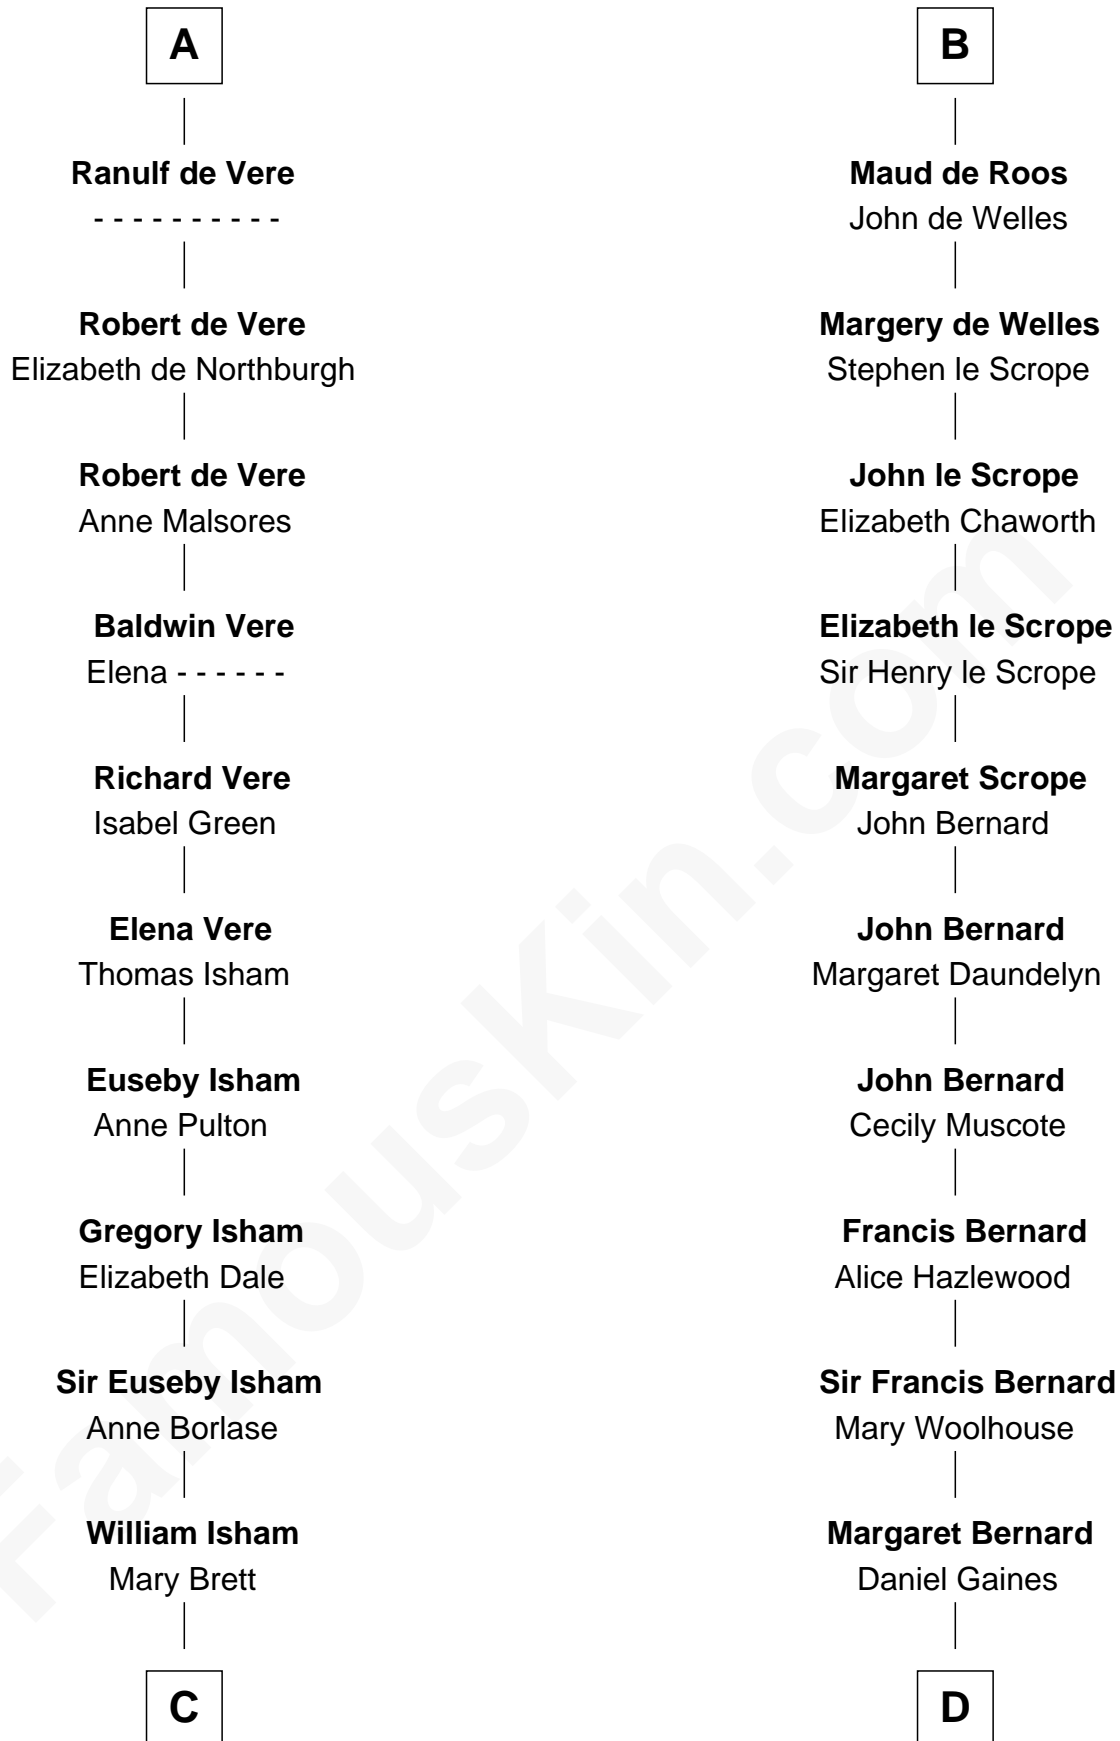 A
Ranulf de Vere
- - - - - - - - - -
Robert de Vere
Elizabeth de Northburgh
Robert de Vere
Anne Malsores
Baldwin Vere
Elena - - - - - -
Richard Vere
Isabel Green
Elena Vere
Thomas Isham
Euseby Isham
Anne Pulton
Gregory Isham
Elizabeth Dale
Sir Euseby Isham
Anne Borlase
William Isham
Mary Brett
C
B
Maud de Roos
John de Welles
Margery de Welles
Stephen le Scrope
John le Scrope
Elizabeth Chaworth
Elizabeth le Scrope
Sir Henry le Scrope
Margaret Scrope
John Bernard
John Bernard
Margaret Daundelyn
John Bernard
Cecily Muscote
Francis Bernard
Alice Hazlewood
Sir Francis Bernard
Mary Woolhouse
Margaret Bernard
Daniel Gaines
D
FamousKin.com